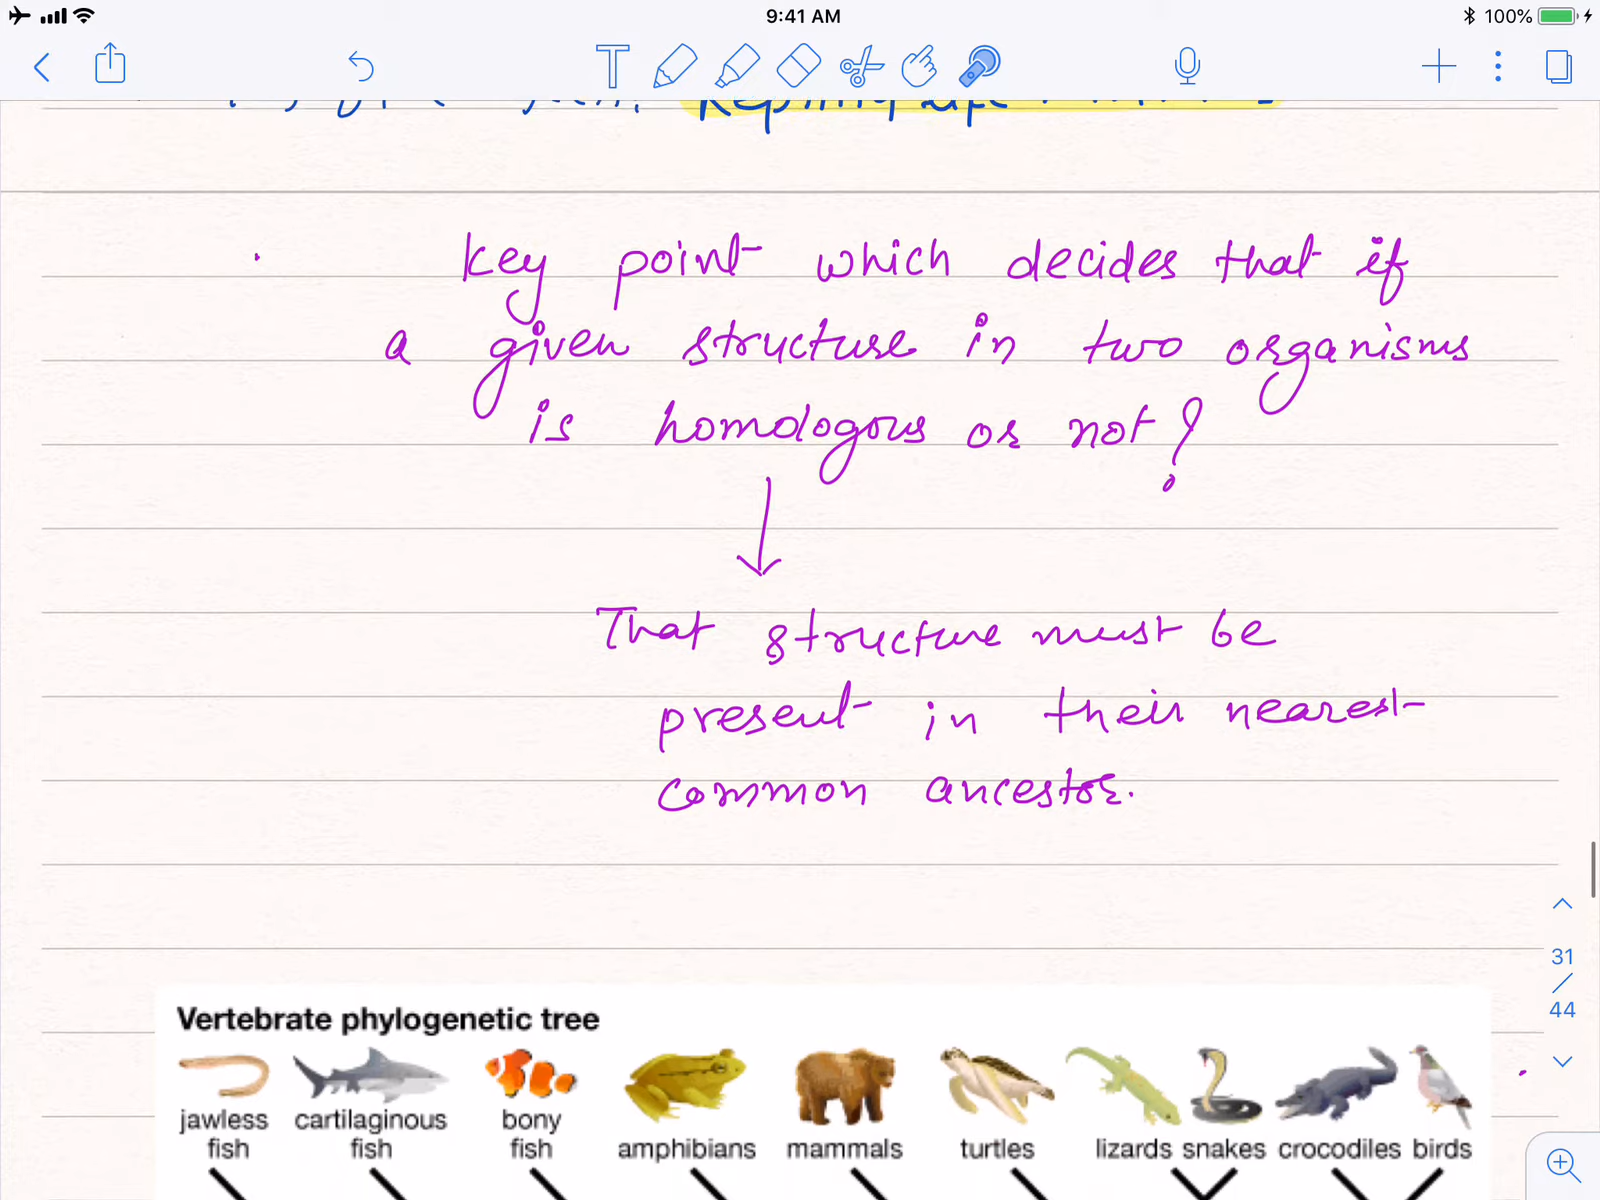 9:41 AM
100%
T
key point which decides that if
a given structure in two organisms
is homologous or not?
That structure must be
present in their nearest
common ancestor.
31
/
44
Vertebrate phylogenetic tree
jawless fish
cartilaginous fish
bony fish
amphibians
mammals
turtles
lizards
snakes
crocodiles
birds